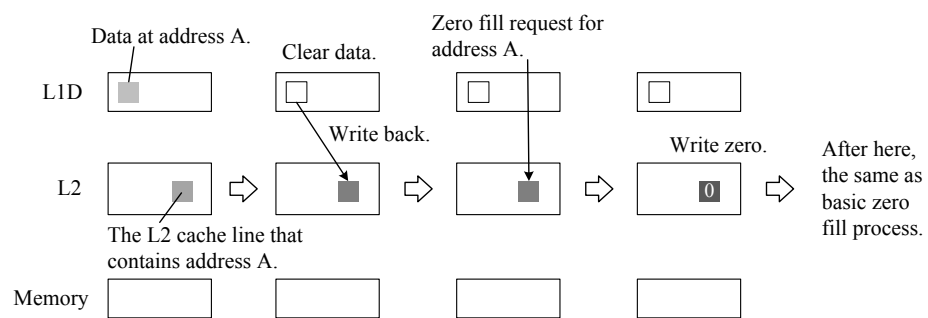 Data at address A.
Clear data.
Zero fill request for
address A.
L1D
Write back.
Write zero.
L2
0
After here,
the same as
basic zero
fill process.
The L2 cache line that
contains address A.
Memory